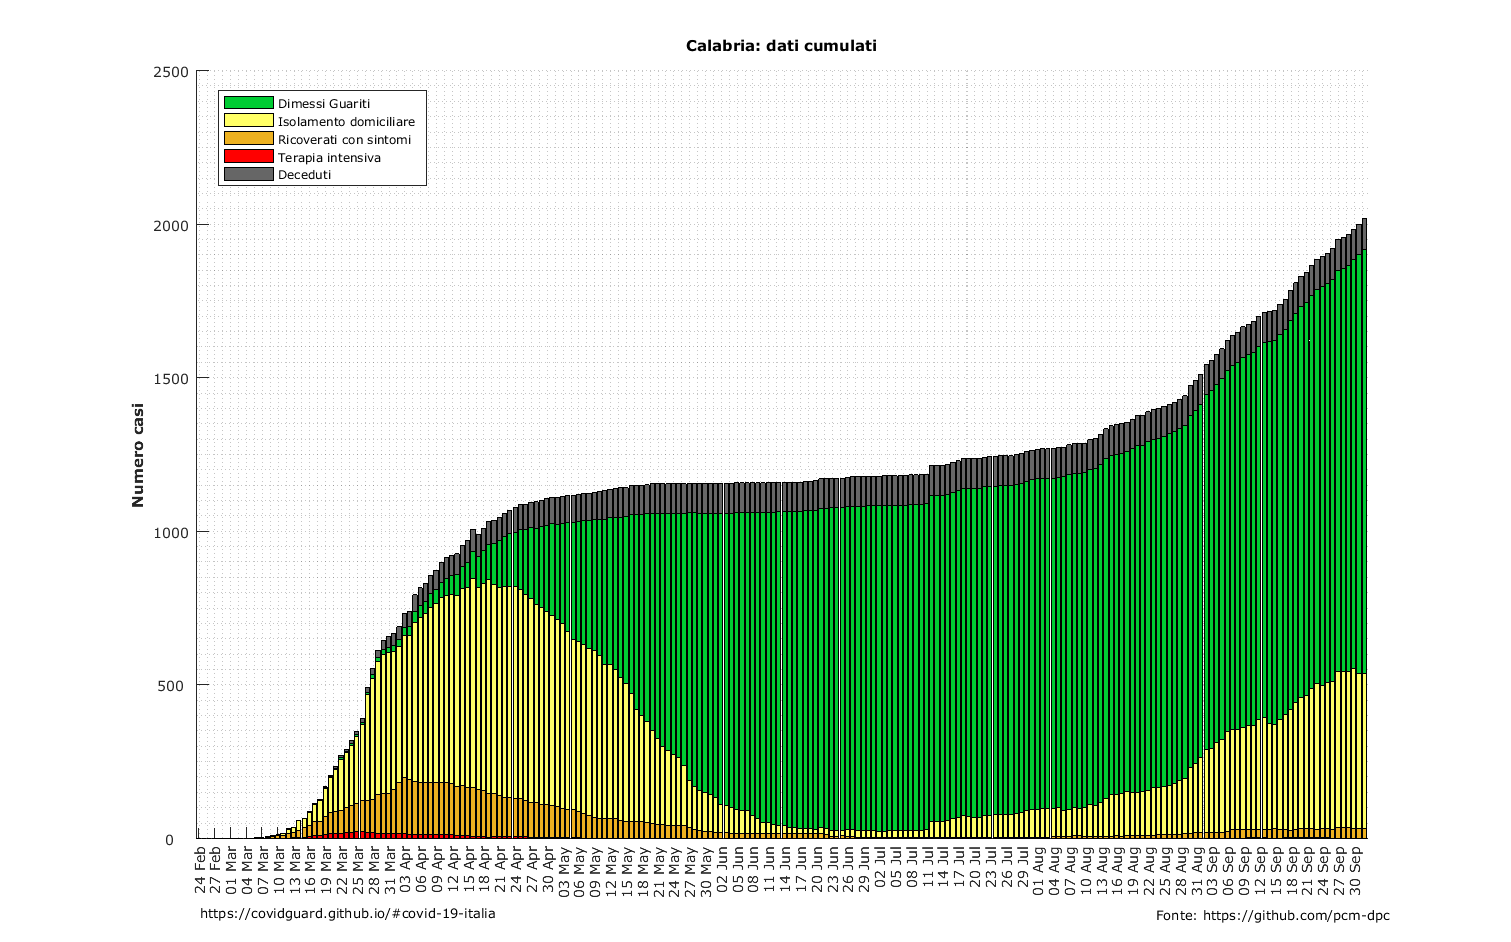 Calabria: dati cumulati
Numero casi
2500
2000
1500
1000
500
0
Dimessi Guariti
Isolamento domiciliare
Ricoverati con sintomi
Terapia intensiva
Deceduti
24 Feb
27 Feb
01 Mar
04 Mar
07 Mar
10 Mar
13 Mar
16 Mar
19 Mar
22 Mar
25 Mar
28 Mar
31 Mar
03 Apr
06 Apr
09 Apr
12 Apr
15 Apr
18 Apr
21 Apr
24 Apr
27 Apr
30 Apr
03 May
06 May
09 May
12 May
15 May
18 May
21 May
24 May
27 May
30 May
02 Jun
05 Jun
08 Jun
11 Jun
14 Jun
17 Jun
20 Jun
23 Jun
26 Jun
29 Jun
02 Jul
05 Jul
08 Jul
11 Jul
14 Jul
17 Jul
20 Jul
23 Jul
26 Jul
29 Jul
01 Aug
04 Aug
07 Aug
10 Aug
13 Aug
16 Aug
19 Aug
22 Aug
25 Aug
28 Aug
31 Aug
03 Sep
06 Sep
09 Sep
12 Sep
15 Sep
18 Sep
21 Sep
24 Sep
27 Sep
30 Sep
https://covidguard.github.io/#covid-19-italia
Fonte: https://github.com/pcm-dpc